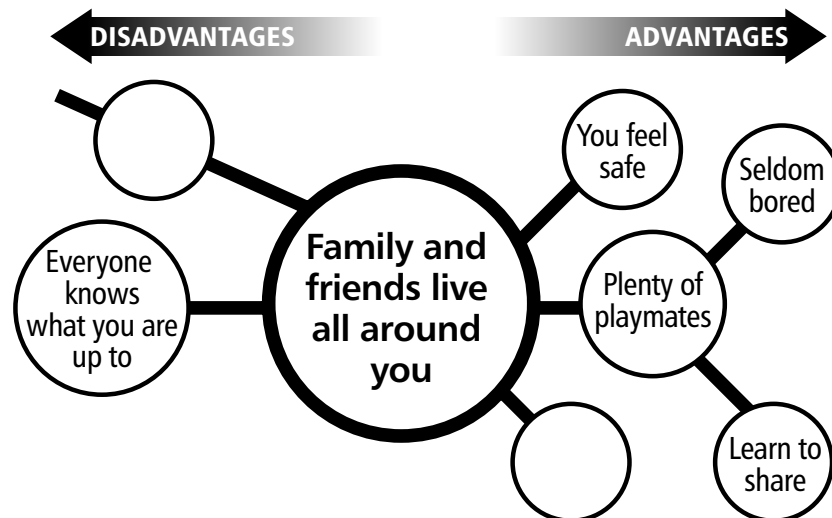 DISADVANTAGES
ADVANTAGES
You feel
safe
Seldom
bored
Everyone
knows
what you are
up to
Family and
friends live
all around
you
Plenty of
playmates
Learn to
share